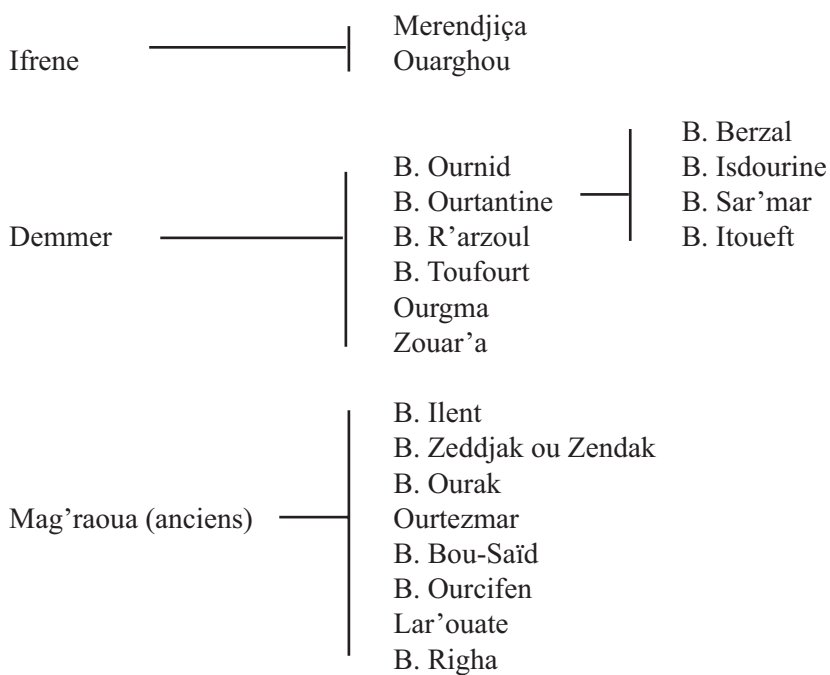 Ifrene
Merendjiça
Ouarghou
Demmer
B. Ournid
B. Ourtantine
B. R’arzoul
B. Toufourt
Ourgma
Zouar’a
B. Berzal
B. Isdourine
B. Sar’mar
B. Itoueft
Mag’raoua (anciens)
B. Ilent
B. Zeddjak ou Zendak
B. Ourak
Ourtezmar
B. Bou-Saïd
B. Ourcifen
Lar’ouate
B. Righa